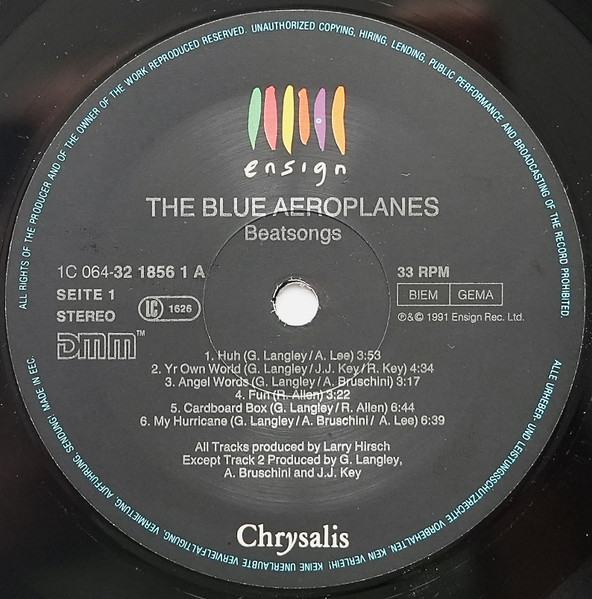 ALL RIGHTS OF THE PRODUCER AND OF THE OWNER OF THE WORK REPRODUCED RESERVED. UNAUTHORIZED COPYING, HIRING, LENDING, PUBLIC PERFORMANCE AND BROADCASTING OF THE RECORD PROHIBITED.
ensign
THE BLUE AEROPLANES
Beatsongs
1C 064-32 1856 1 A
33 RPM
SEITE 1
LC 1626
BIEM GEMA
STEREO
℗&© 1991 Ensign Rec. Ltd.
DMM™
1. Huh (G. Langley/A. Lee) 3:53
2. Yr Own World (G. Langley/J.J. Key/R. Key) 4:34
3. Angel Words (G. Langley/A. Bruschini) 3:17
4. Fun (R. Allen) 3:22
5. Cardboard Box (G. Langley/R. Allen) 6:44
6. My Hurricane (G. Langley/A. Bruschini/ A. Lee) 6:39
All Tracks produced by Larry Hirsch
Except Track 2 Produced by G. Langley,
A. Bruschini and J.J. Key
Chrysalis
ALLE URHEBER- UND LEISTUNGSSCHUTZRECHTE VORBEHALTEN. KEIN VERLEIH! KEINE UNERLAUBTE VERVIELFÄLTIGUNG, VERMIETUNG, AUFFÜHRUNG, SENDUNG! MADE IN EEC.